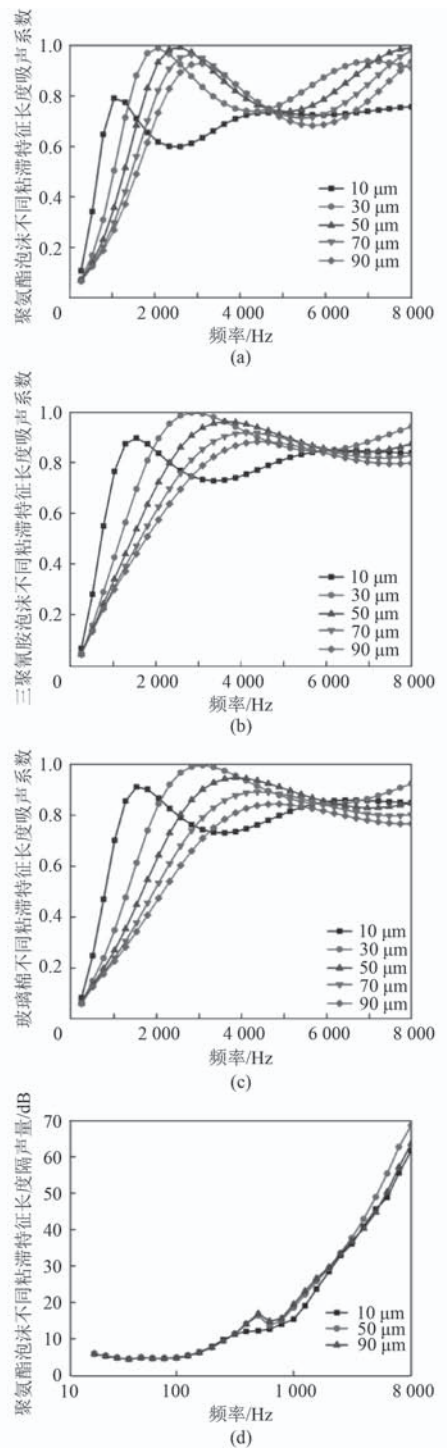 聚氨酯泡沫不同粘滞特征长度吸声系数
1.0
0.8
0.6
0.4
0.2
10 μm
30 μm
50 μm
70 μm
90 μm
0
2 000
4 000
6 000
8 000
频率/Hz
(a)
三聚氰胺泡沫不同粘滞特征长度吸声系数
1.0
0.8
0.6
0.4
0.2
10 μm
30 μm
50 μm
70 μm
90 μm
0
2 000
4 000
6 000
8 000
频率/Hz
(b)
玻璃棉不同粘滞特征长度吸声系数
1.0
0.8
0.6
0.4
0.2
10 μm
30 μm
50 μm
70 μm
90 μm
0
2 000
4 000
6 000
8 000
频率/Hz
(c)
聚氨酯泡沫不同粘滞特征长度隔声量/dB
70
60
50
40
30
20
10
0
10 μm
50 μm
90 μm
10
100
1 000
8 000
频率/Hz
(d)